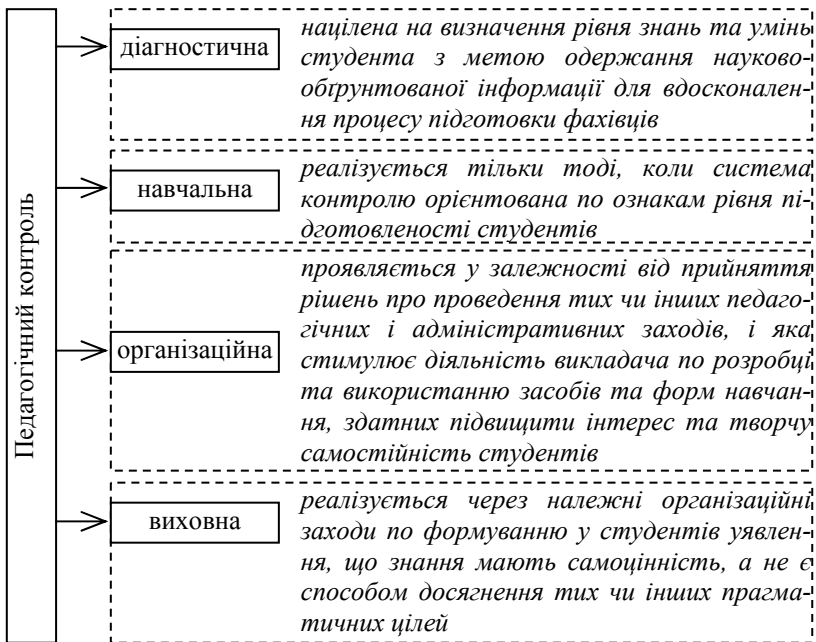 Педагогічний контроль
діагностична
націлена на визначення рівня знань та умінь
студента з метою одержання науково-
обґрунтованої інформації для вдосконален-
ня процесу підготовки фахівців
навчальна
реалізується тільки тоді, коли система
контролю орієнтована по ознакам рівня пі-
дготовленості студентів
організаційна
проявляється у залежності від прийняття
рішень про проведення тих чи інших педаго-
гічних і адміністративних заходів, і яка
стимулює діяльність викладача по розробці
та використанню засобів та форм навчан-
ня, здатних підвищити інтерес та творчу
самостійність студентів
виховна
реалізується через належні організаційні
заходи по формуванню у студентів уявлен-
ня, що знання мають самоцінність, а не є
способом досягнення тих чи інших прагма-
тичних цілей